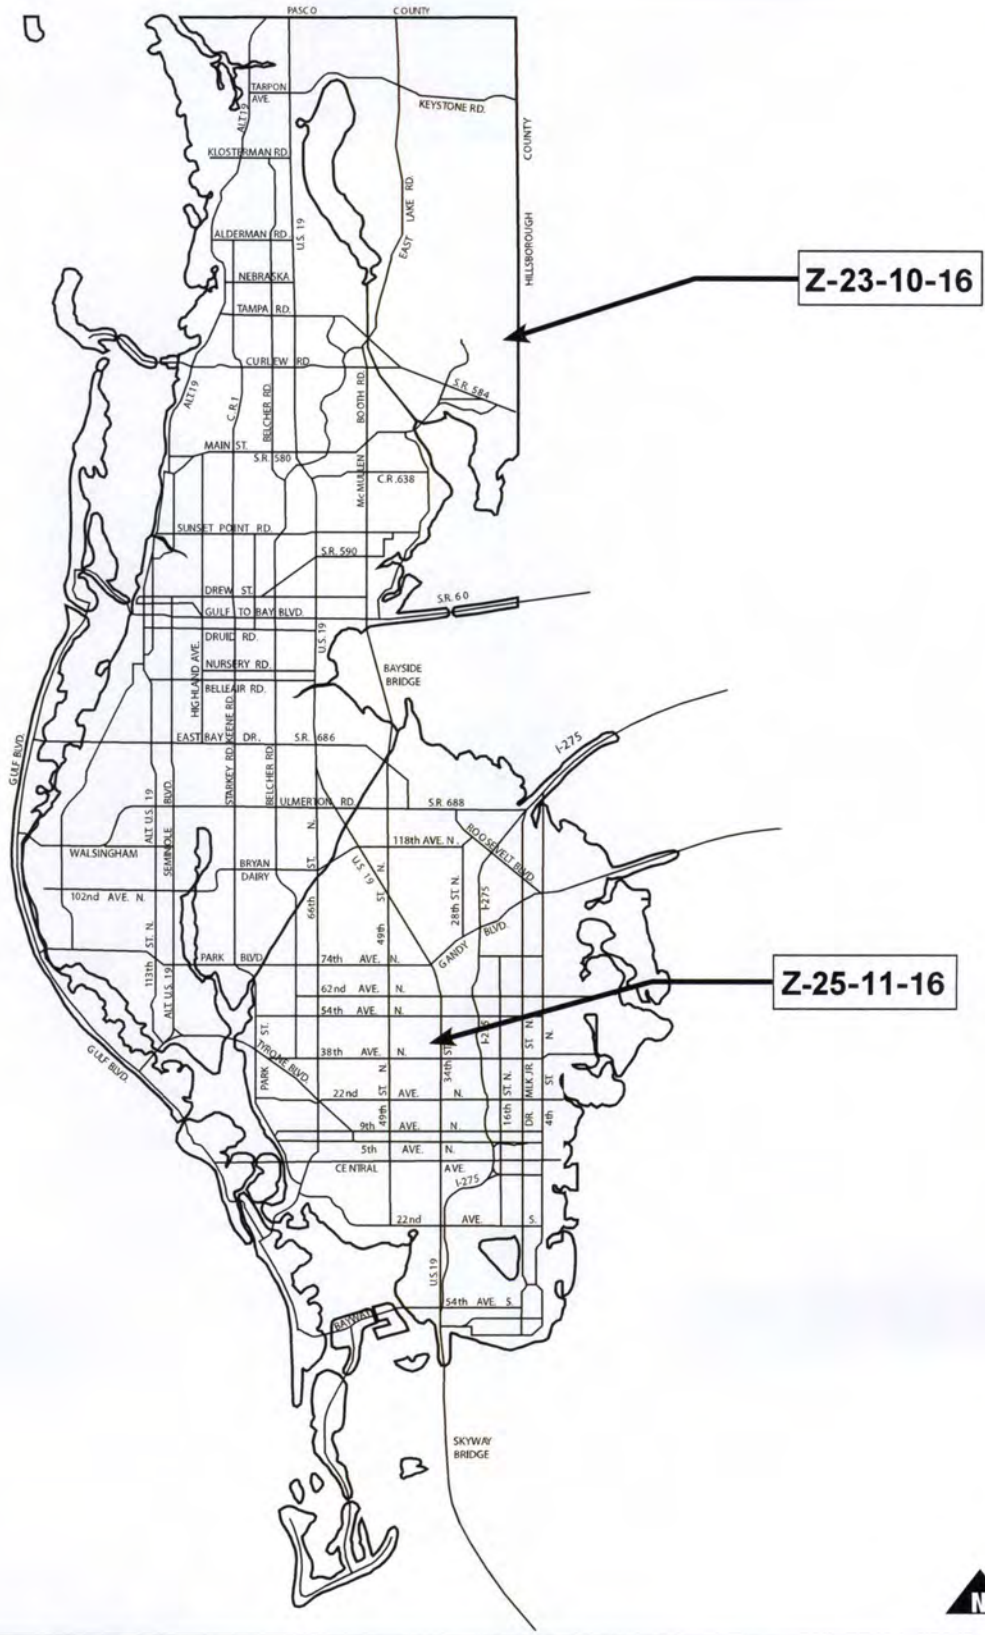 PASCO COUNTY
TARPON
AVE.
KEYSTONE RD.
ALT 19
COUNTY
KLOSTERMAN RD.
EAST LAKE RD.
HILLSBOROUGH
U.S. 19
ALDERMAN RD.
NEBRASKA
Z-23-10-16
TAMPA RD.
CURLEW RD
S.R. 584
ALT 19
C.R. 1
BELCHER RD.
McMULLEN BOOTH RD.
MAIN ST.
S.R. 580
C.R. 638
SUNSET POINT RD.
S.R. 590
DREW ST.
S.R. 60
GULF TO BAY BLVD.
DRUID RD.
U.S. 19
HIGHLAND AVE.
NURSERY RD.
BAYSIDE
BRIDGE
BELLEAIR RD.
GULF BLVD.
EAST BAY DR. S.R. 686
STARKEY RD.
KEENE RD.
BELCHER RD.
I-275
ALT U.S. 19
SEMINOLE BLVD.
ULMERTON RD. S.R. 688
WALSINGHAM
118th AVE. N.
ROOSEVELT BLVD.
BRYAN
DAIRY
66th ST. N.
U.S. 19
49th ST. N.
28th ST. N.
I-275
102nd AVE. N.
GANDY BLVD.
113th ST. N.
ALT U.S. 19
PARK BLVD.
74th AVE. N.
62nd AVE. N.
Z-25-11-16
54th AVE. N.
I-275
38th AVE. N.
34th ST.
TYRONE BLVD.
PARK ST.
GULF BLVD.
22nd AVE. N.
49th ST. N.
16th ST. N.
DR. MLK JR. ST. N.
4th ST. N.
9th AVE. N.
5th AVE. N.
CENTRAL AVE.
I-275
22nd AVE. S.
U.S. 19
54th AVE. S.
BAYWAY
SKYWAY
BRIDGE
N